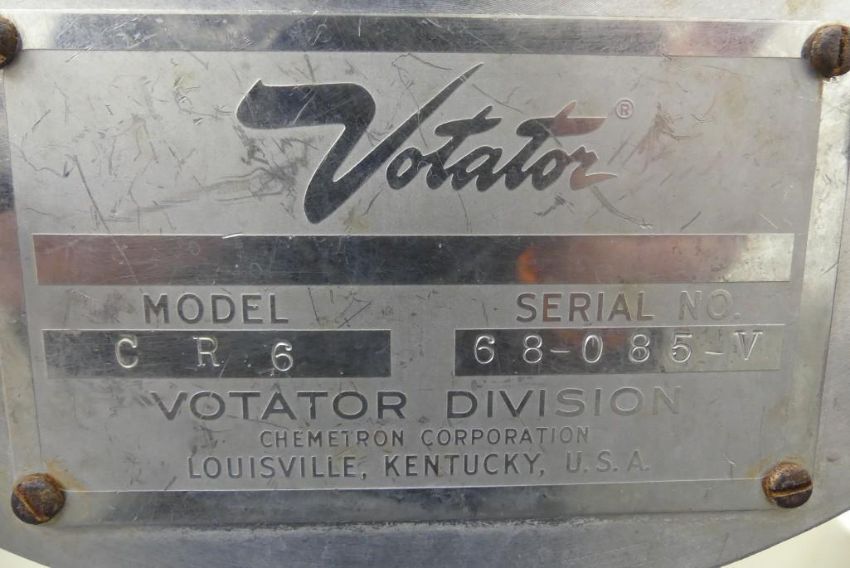 Votator ®
MODEL SERIAL NO.
C R 6 68-085-V
VOTATOR DIVISION
CHEMETRON CORPORATION
LOUISVILLE, KENTUCKY, U.S.A.